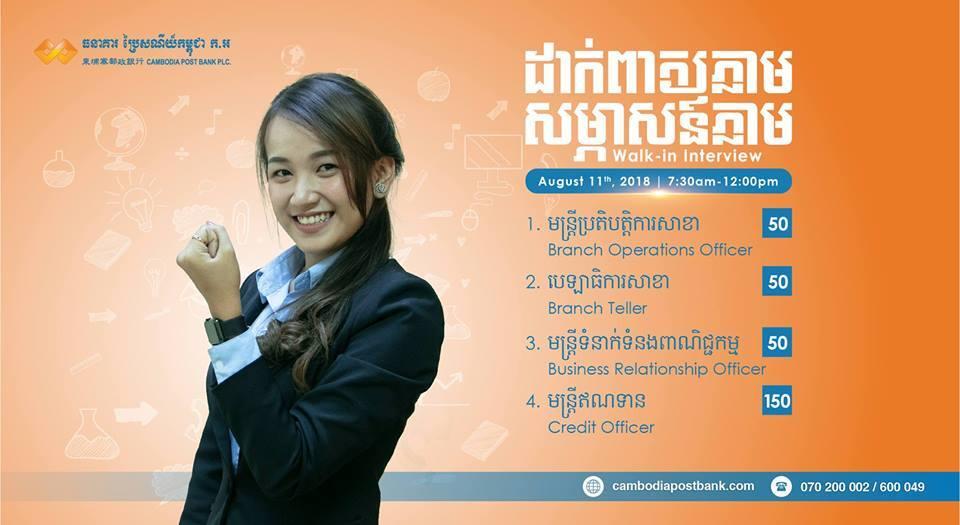 ធនាគារ ប្រៃសណីយ៍កម្ពុជា ក.អ
柬埔寨郵政銀行 CAMBODIA POST BANK PLC.
ដាក់ពាក្យភ្លាម
សម្ភាសន៍ភ្លាម
Walk-in Interview
August 11th, 2018 | 7:30am-12:00pm
1. មន្ត្រីប្រតិបត្តិការសាខា 50
Branch Operations Officer
2. បេឡាធិការសាខា 50
Branch Teller
3. មន្ត្រីទំនាក់ទំនងពាណិជ្ជកម្ម 50
Business Relationship Officer
4. មន្ត្រីឥណទាន 150
Credit Officer
cambodiapostbank.com 070 200 002 / 600 049